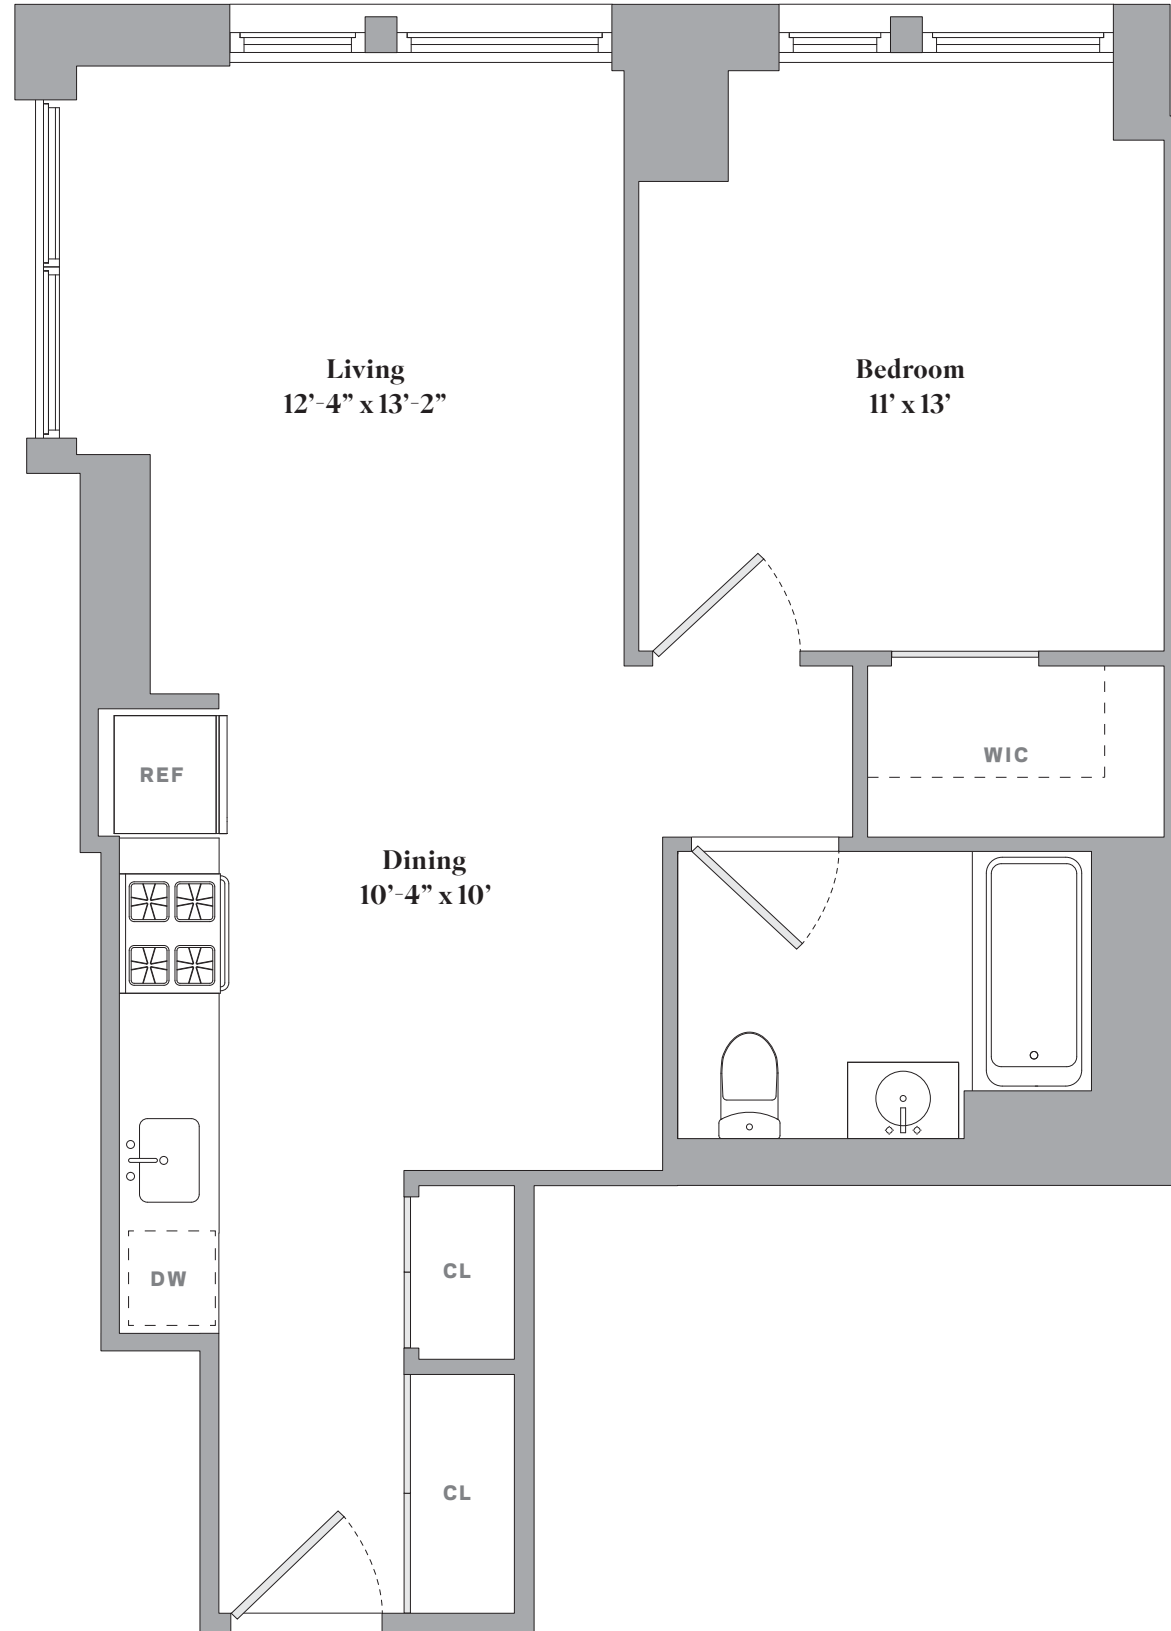 Living
12’-4” x 13’-2”
Bedroom
11’ x 13’
WIC
REF
Dining
10’-4” x 10’
CL
DW
CL